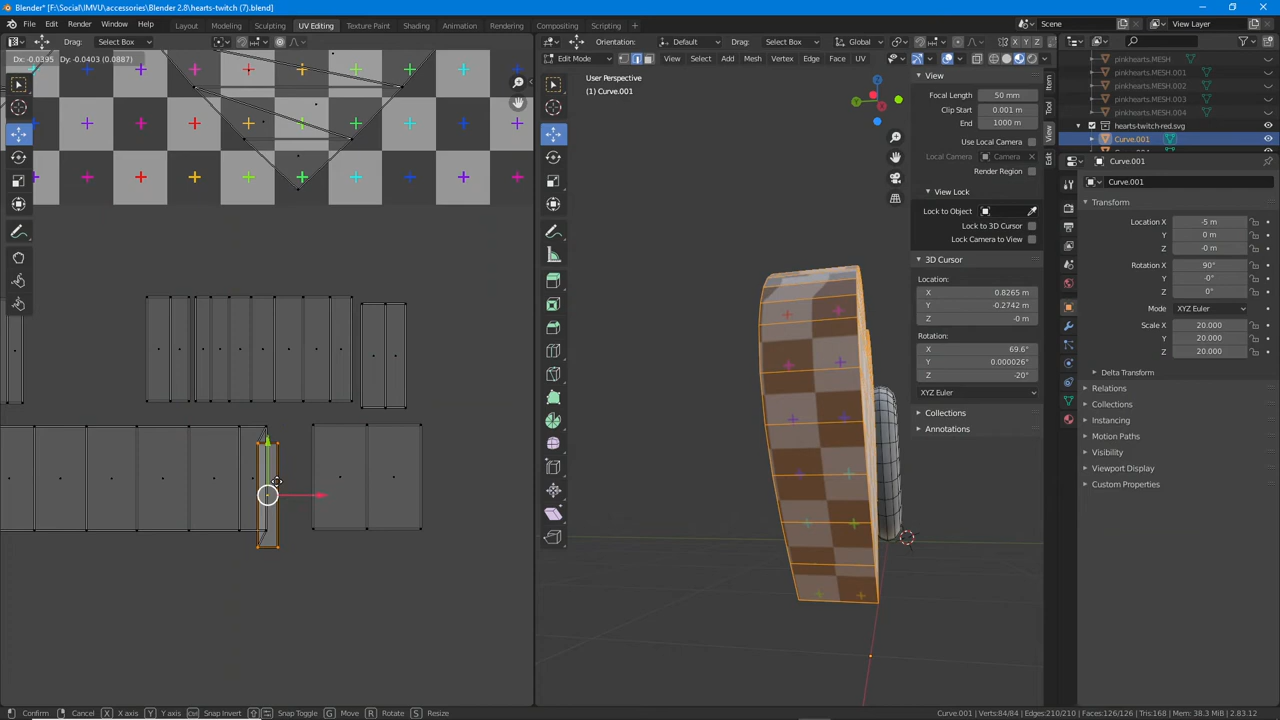 Blender* [F:\Social\IMVU\accessories\Blender 2.8\hearts-twitch (7).blend]
File Edit Render Window Help Layout Modeling Sculpting UV Editing Texture Paint Shading Animation Rendering Compositing Scripting Scene View Layer
Drag: Select Box Orientation: Default Drag: Select Box Global X Y Z
Dx: -0.0395 Dy: -0.0403 (0.0887)
Edit Mode View Select Add Mesh Vertex Edge Face UV
User Perspective
(1) Curve.001
View
Focal Length 50 mm
Clip Start 0.001 m
End 1000 m
Use Local Camera
Local Camera Camera
Render Region
View Lock
Lock to Object
Lock to 3D Cursor
Lock Camera to View
3D Cursor
Location:
X 0.8265 m
Y -0.2742 m
Z -0 m
Rotation:
X 69.6°
Y 0.000026°
Z -20°
XYZ Euler
Collections
Annotations
Item
Tool
View
Edit
pinkhearts.MESH
pinkhearts.MESH.001
pinkhearts.MESH.002
pinkhearts.MESH.003
pinkhearts.MESH.004
hearts-twitch-red.svg
Curve.001
Curve.001
Curve.001
Transform
Location X -5 m
Y 0 m
Z -0 m
Rotation X 90°
Y -0°
Z 0°
Mode XYZ Euler
Scale X 20.000
Y 20.000
Z 20.000
Delta Transform
Relations
Collections
Instancing
Motion Paths
Visibility
Viewport Display
Custom Properties
Confirm Cancel X X axis Y Y axis Snap Invert Snap Toggle G Move R Rotate S Resize
Curve.001 | Verts:84/84 | Edges:210/210 | Faces:126/126 | Tris:168 | Mem: 38.3 MiB | 2.83.12